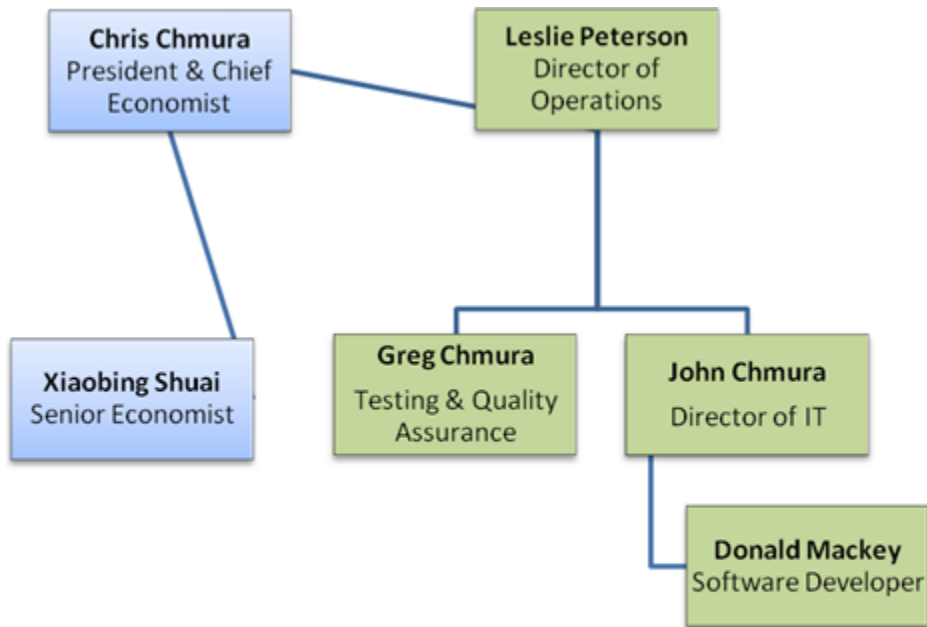 Chris Chmura
President & Chief
Economist
Leslie Peterson
Director of
Operations
Xiaobing Shuai
Senior Economist
Greg Chmura
Testing & Quality
Assurance
John Chmura
Director of IT
Donald Mackey
Software Developer